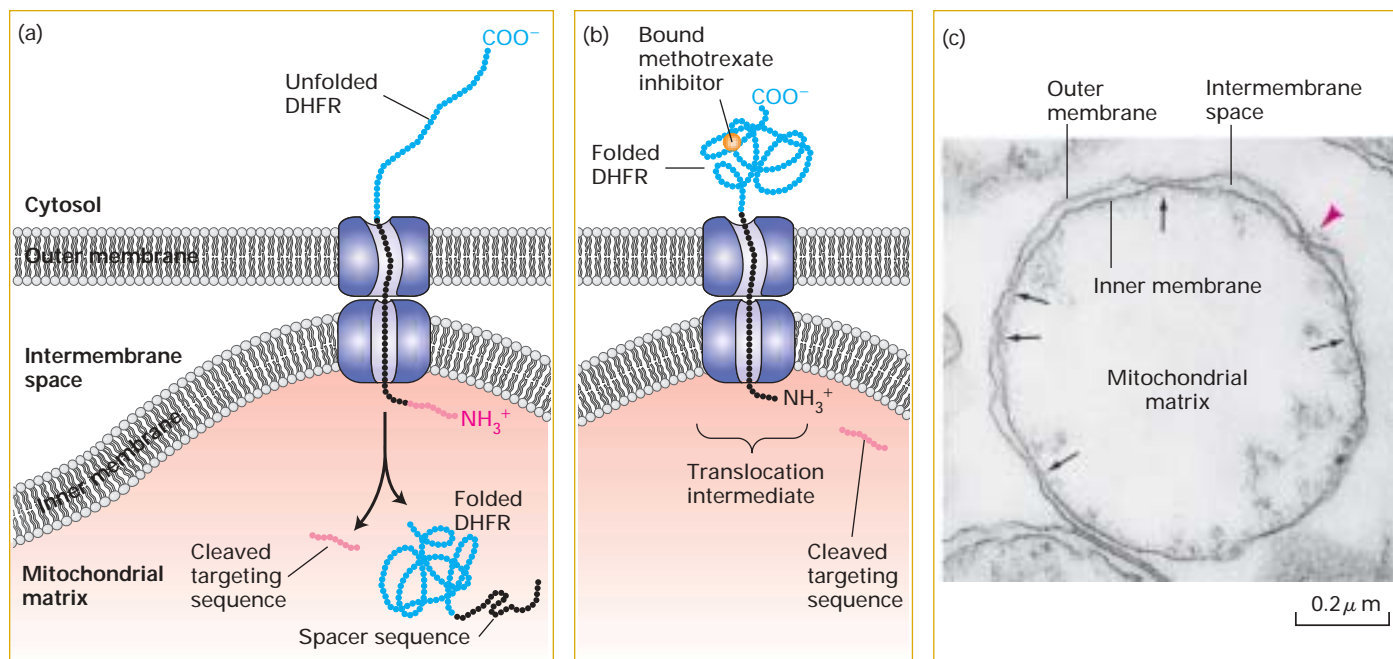 (a)
COO⁻
Unfolded
DHFR
Cytosol
Outer membrane
Intermembrane
space
Inner membrane
NH₃⁺
Folded
DHFR
Cleaved
targeting
sequence
Mitochondrial
matrix
Spacer sequence
(b)
Bound
methotrexate
inhibitor
COO⁻
Folded
DHFR
NH₃⁺
Translocation
intermediate
Cleaved
targeting
sequence
(c)
Outer
membrane
Intermembrane
space
Inner membrane
Mitochondrial
matrix
0.2 μm